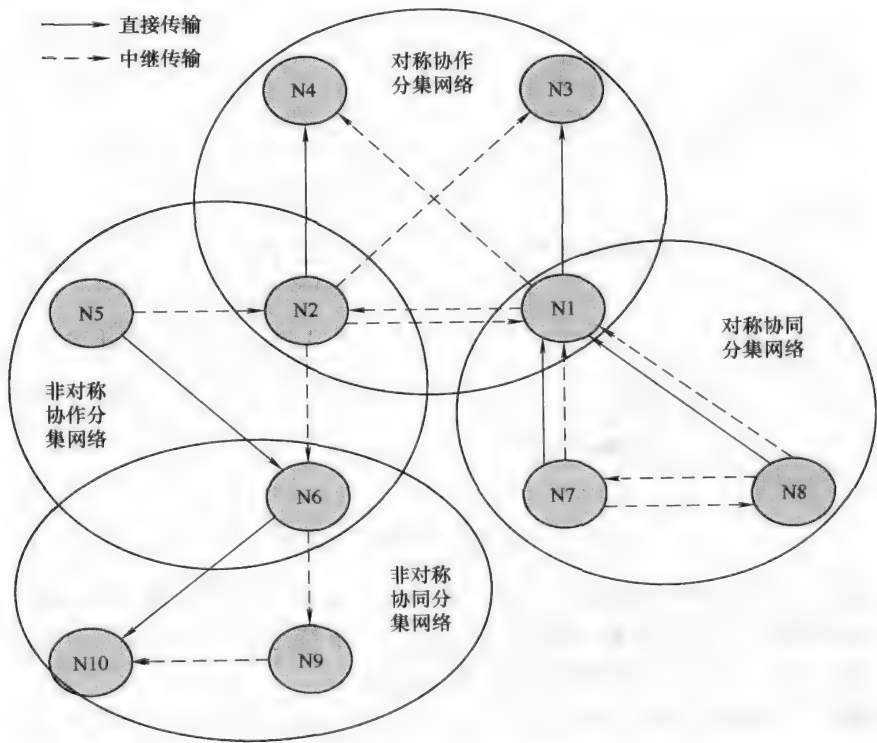 直接传输
中继传输
对称协作
分集网络
N4
N3
N5
N2
N1
对称协同
分集网络
非对称
协作分
集网络
N6
N7
N8
非对称
协同分
集网络
N10
N9